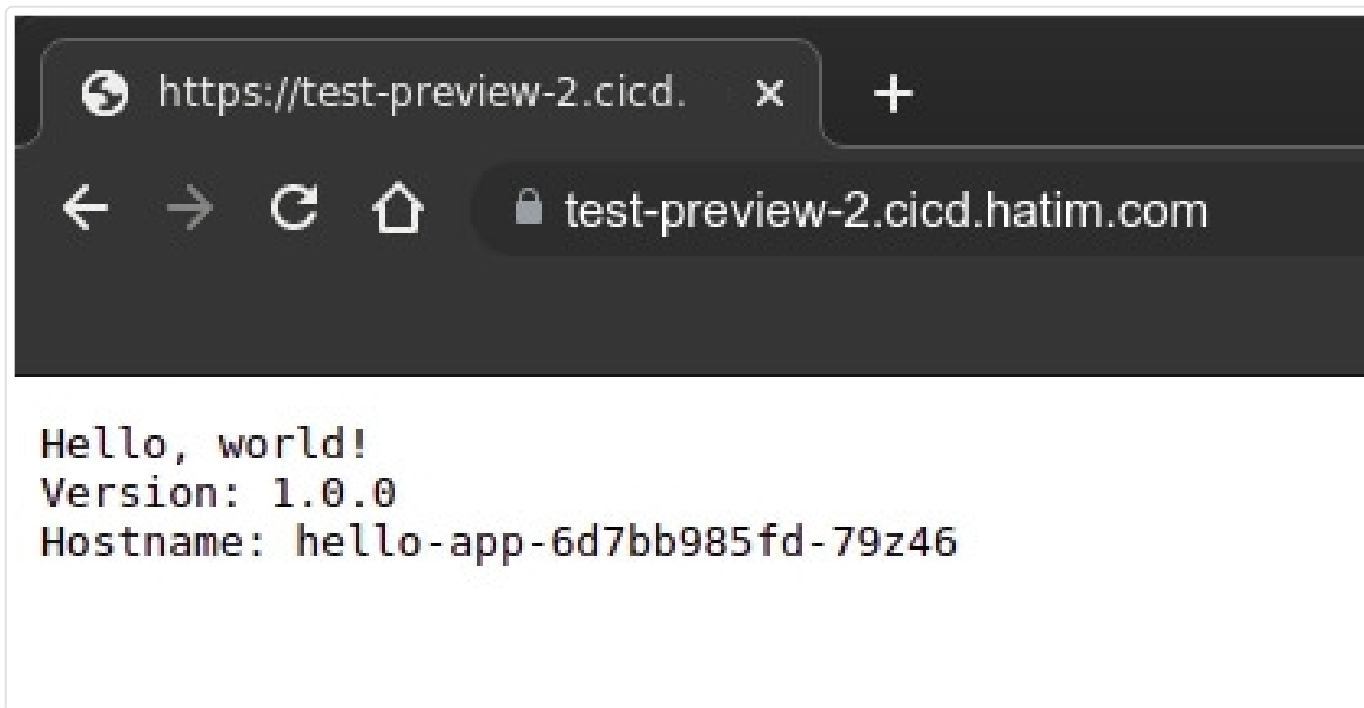 https://test-preview-2.cicd.
test-preview-2.cicd.hatim.com
Hello, world!
Version: 1.0.0
Hostname: hello-app-6d7bb985fd-79z46